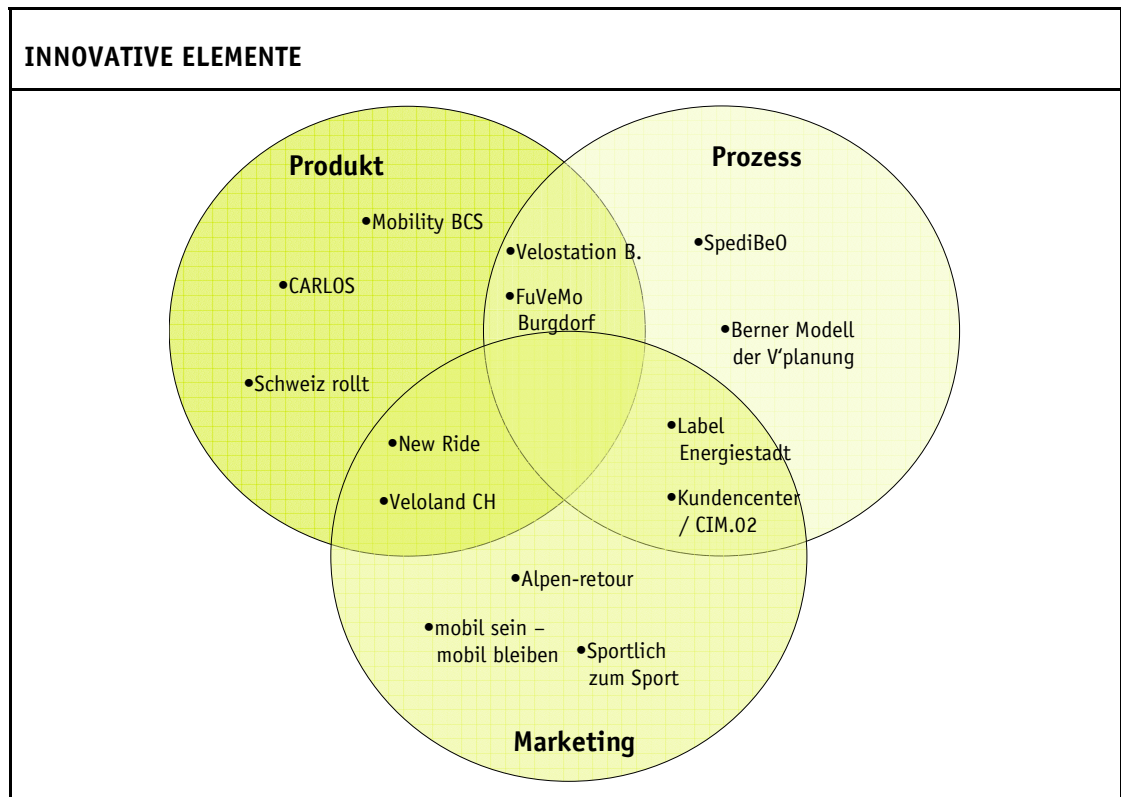 INNOVATIVE ELEMENTE
Produkt
Prozess
•Mobility BCS
•Velostation B.
•SpediBeO
•CARLOS
•FuVeMo
Burgdorf
•Berner Modell
der V‘planung
•Schweiz rollt
•New Ride
•Label
Energiestadt
•Veloland CH
•Kundencenter
/ CIM.02
•Alpen-retour
•mobil sein –
mobil bleiben
•Sportlich
zum Sport
Marketing